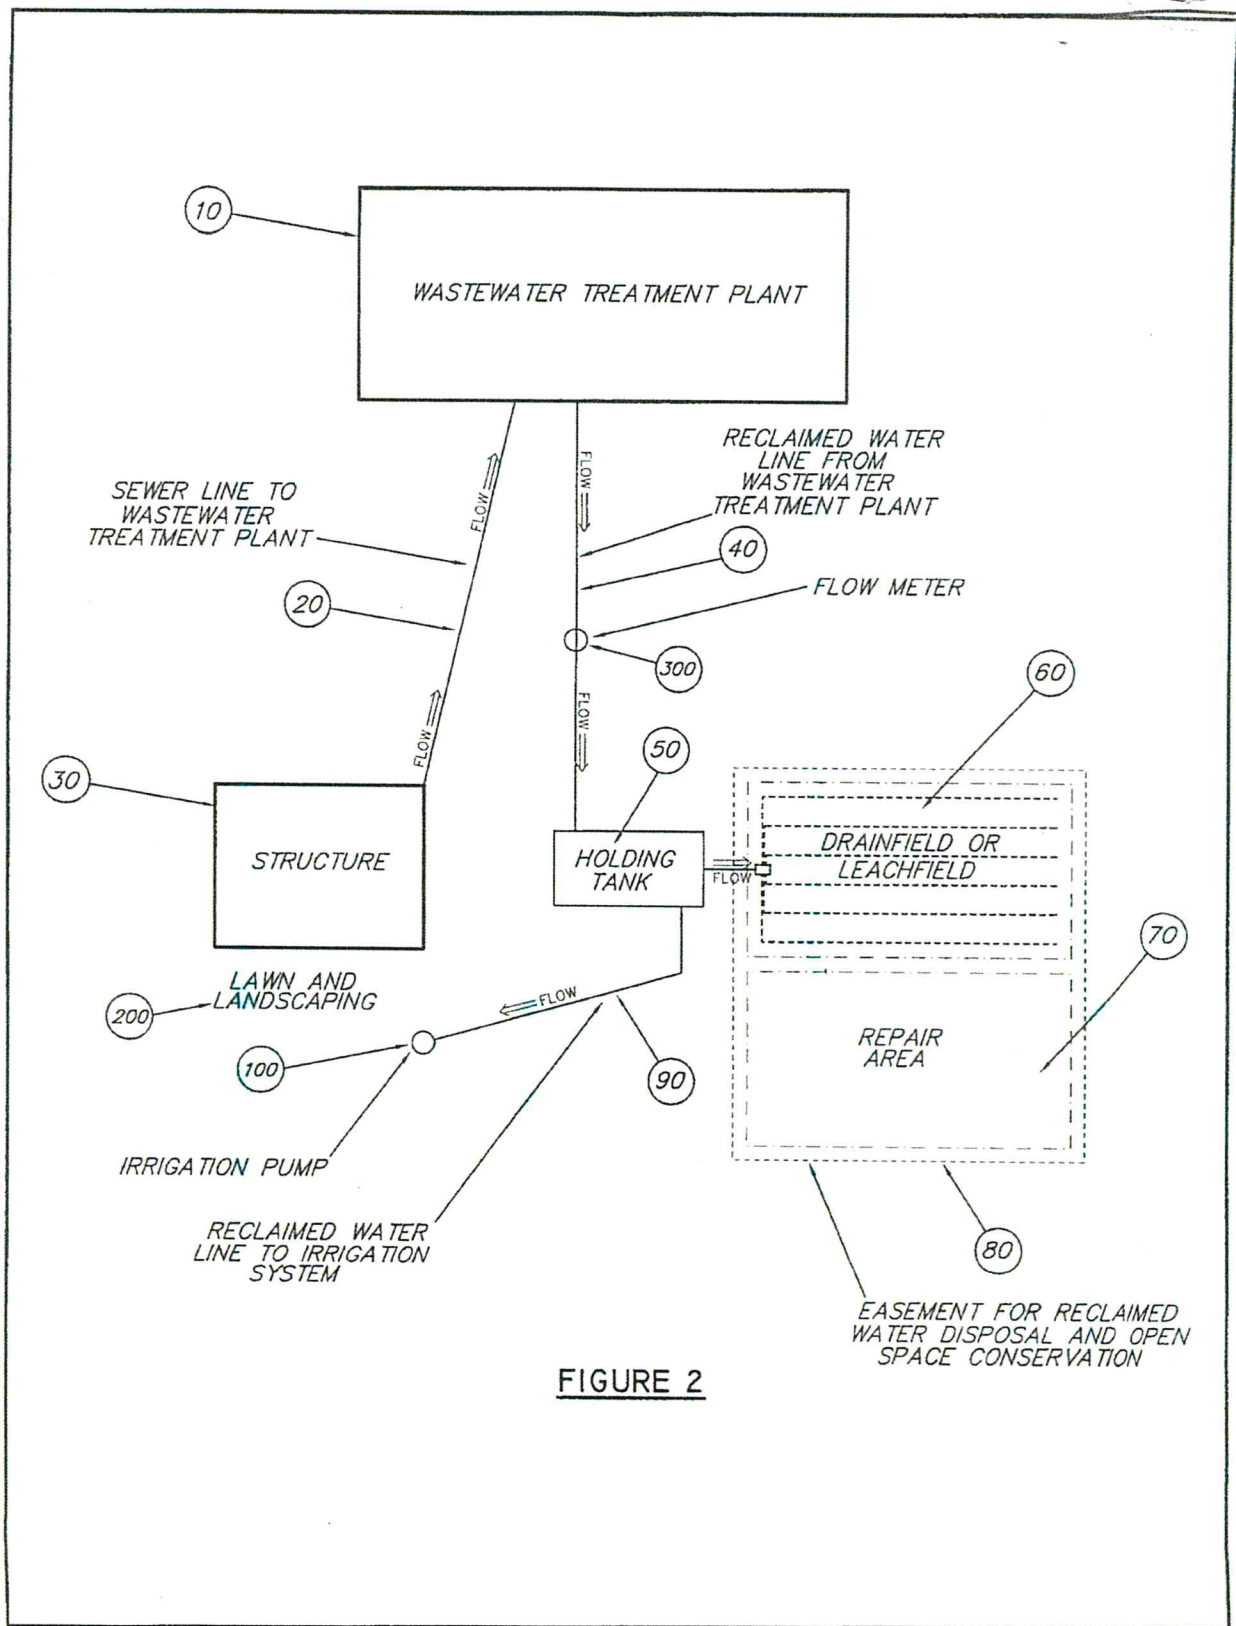 10
WASTEWATER TREATMENT PLANT
RECLAIMED WATER
LINE FROM
WASTEWATER
TREATMENT PLANT
SEWER LINE TO
WASTEWATER
TREATMENT PLANT
FLOW
FLOW
40
FLOW METER
20
300
60
FLOW
FLOW
50
30
STRUCTURE
HOLDING
TANK
FLOW
DRAINFIELD OR
LEACHFIELD
70
LAWN AND
LANDSCAPING
200
FLOW
100
90
REPAIR
AREA
IRRIGATION PUMP
RECLAIMED WATER
LINE TO IRRIGATION
SYSTEM
80
EASEMENT FOR RECLAIMED
WATER DISPOSAL AND OPEN
SPACE CONSERVATION
FIGURE 2